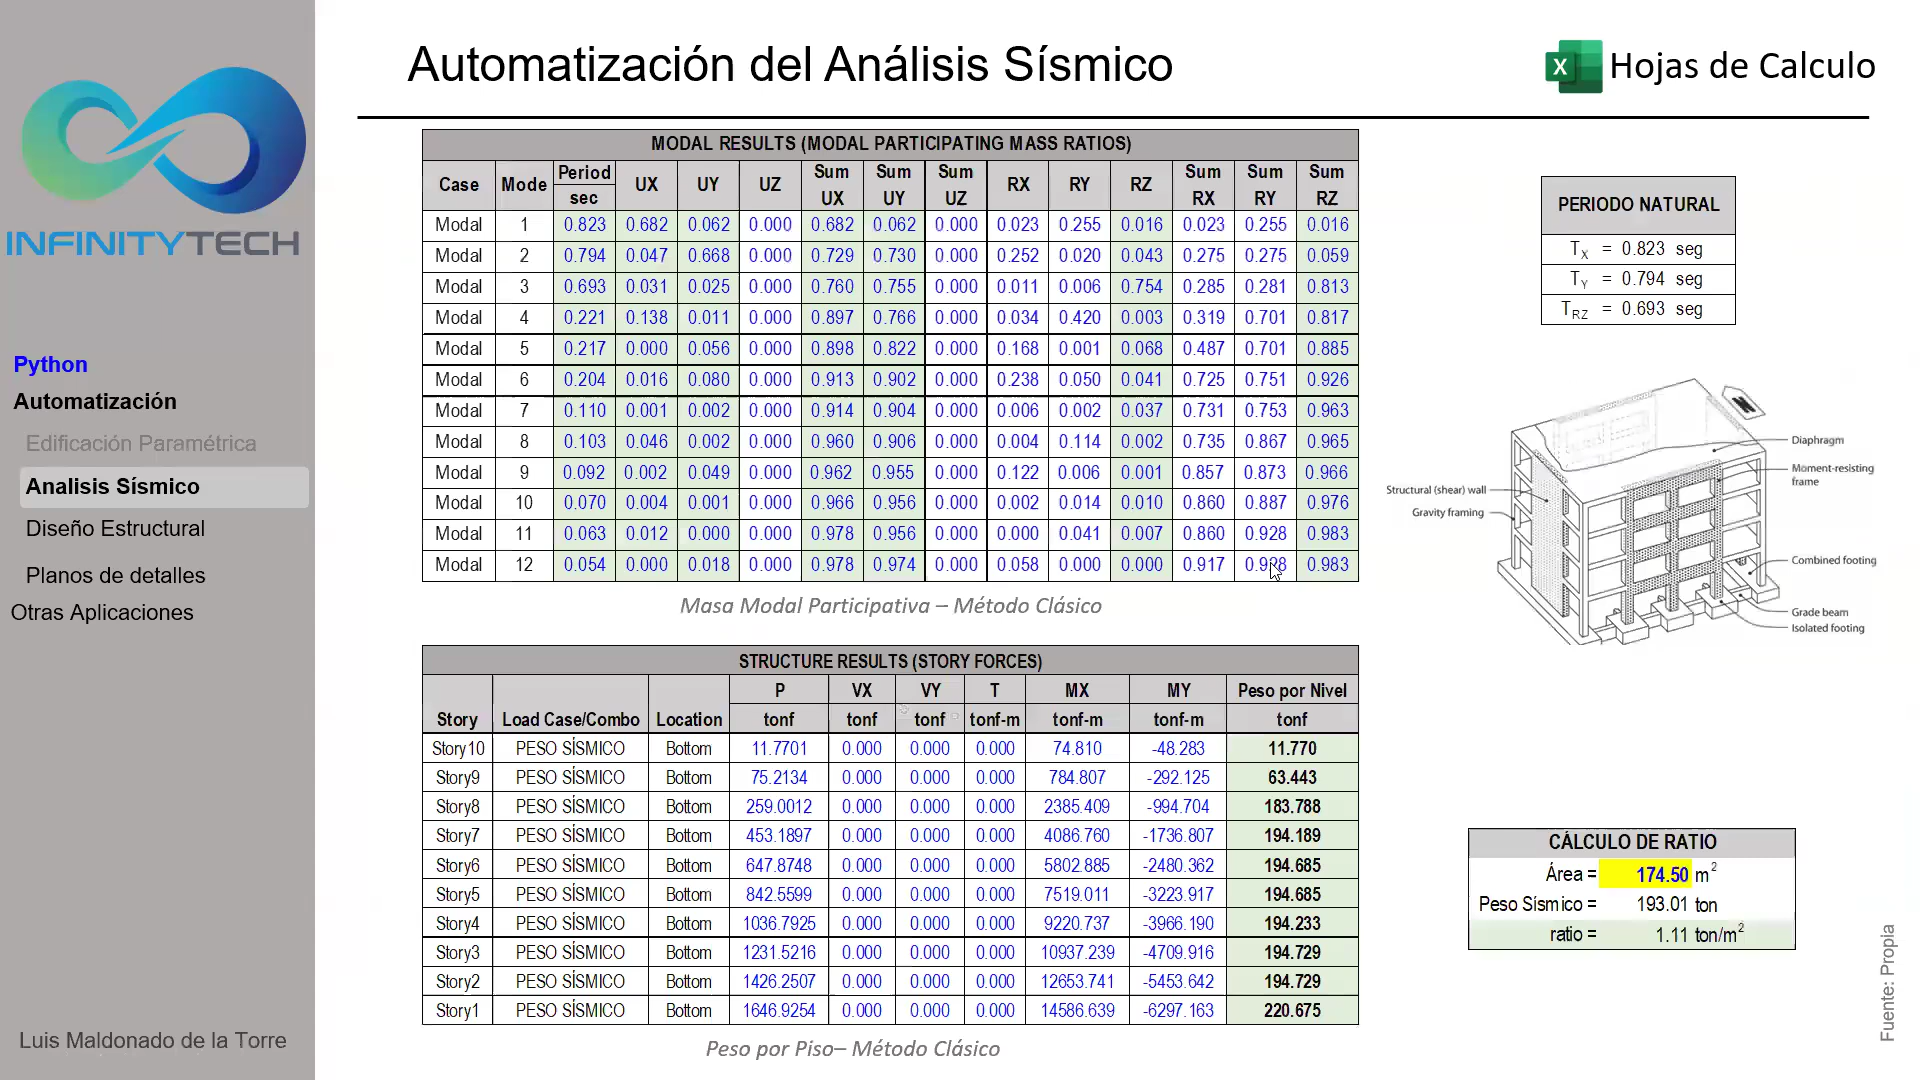 Automatización del Análisis Sísmico
X Hojas de Calculo
INFINITYTECH
Python
Automatización
Edificación Paramétrica
Analisis Sísmico
Diseño Estructural
Planos de detalles
Otras Aplicaciones
Luis Maldonado de la Torre
MODAL RESULTS (MODAL PARTICIPATING MASS RATIOS)
Case Mode Period sec UX UY UZ Sum UX Sum UY Sum UZ RX RY RZ Sum RX Sum RY Sum RZ
Modal 1 0.823 0.682 0.062 0.000 0.682 0.062 0.000 0.023 0.255 0.016 0.023 0.255 0.016
Modal 2 0.794 0.047 0.668 0.000 0.729 0.730 0.000 0.252 0.020 0.043 0.275 0.275 0.059
Modal 3 0.693 0.031 0.025 0.000 0.760 0.755 0.000 0.011 0.006 0.754 0.285 0.281 0.813
Modal 4 0.221 0.138 0.011 0.000 0.897 0.766 0.000 0.034 0.420 0.003 0.319 0.701 0.817
Modal 5 0.217 0.000 0.056 0.000 0.898 0.822 0.000 0.168 0.001 0.068 0.487 0.701 0.885
Modal 6 0.204 0.016 0.080 0.000 0.913 0.902 0.000 0.238 0.050 0.041 0.725 0.751 0.926
Modal 7 0.110 0.001 0.002 0.000 0.914 0.904 0.000 0.006 0.002 0.037 0.731 0.753 0.963
Modal 8 0.103 0.046 0.002 0.000 0.960 0.906 0.000 0.004 0.114 0.002 0.735 0.867 0.965
Modal 9 0.092 0.002 0.049 0.000 0.962 0.955 0.000 0.122 0.006 0.001 0.857 0.873 0.966
Modal 10 0.070 0.004 0.001 0.000 0.966 0.956 0.000 0.002 0.014 0.010 0.860 0.887 0.976
Modal 11 0.063 0.012 0.000 0.000 0.978 0.956 0.000 0.000 0.041 0.007 0.860 0.928 0.983
Modal 12 0.054 0.000 0.018 0.000 0.978 0.974 0.000 0.058 0.000 0.000 0.917 0.928 0.983
Masa Modal Participativa – Método Clásico
PERIODO NATURAL
TX = 0.823 seg
TY = 0.794 seg
TRZ = 0.693 seg
Diaphragm
Moment-resisting
frame
Structural (shear) wall
Gravity framing
Combined footing
Grade beam
Isolated footing
STRUCTURE RESULTS (STORY FORCES)
P VX VY T MX MY Peso por Nivel
Story Load Case/Combo Location tonf tonf tonf tonf-m tonf-m tonf-m tonf
Story10 PESO SÍSMICO Bottom 11.7701 0.000 0.000 0.000 74.810 -48.283 11.770
Story9 PESO SÍSMICO Bottom 75.2134 0.000 0.000 0.000 784.807 -292.125 63.443
Story8 PESO SÍSMICO Bottom 259.0012 0.000 0.000 0.000 2385.409 -994.704 183.788
Story7 PESO SÍSMICO Bottom 453.1897 0.000 0.000 0.000 4086.760 -1736.807 194.189
Story6 PESO SÍSMICO Bottom 647.8748 0.000 0.000 0.000 5802.885 -2480.362 194.685
Story5 PESO SÍSMICO Bottom 842.5599 0.000 0.000 0.000 7519.011 -3223.917 194.685
Story4 PESO SÍSMICO Bottom 1036.7925 0.000 0.000 0.000 9220.737 -3966.190 194.233
Story3 PESO SÍSMICO Bottom 1231.5216 0.000 0.000 0.000 10937.239 -4709.916 194.729
Story2 PESO SÍSMICO Bottom 1426.2507 0.000 0.000 0.000 12653.741 -5453.642 194.729
Story1 PESO SÍSMICO Bottom 1646.9254 0.000 0.000 0.000 14586.639 -6297.163 220.675
Peso por Piso– Método Clásico
CÁLCULO DE RATIO
Área = 174.50 m2
Peso Sísmico = 193.01 ton
ratio = 1.11 ton/m2
Fuente: Propia